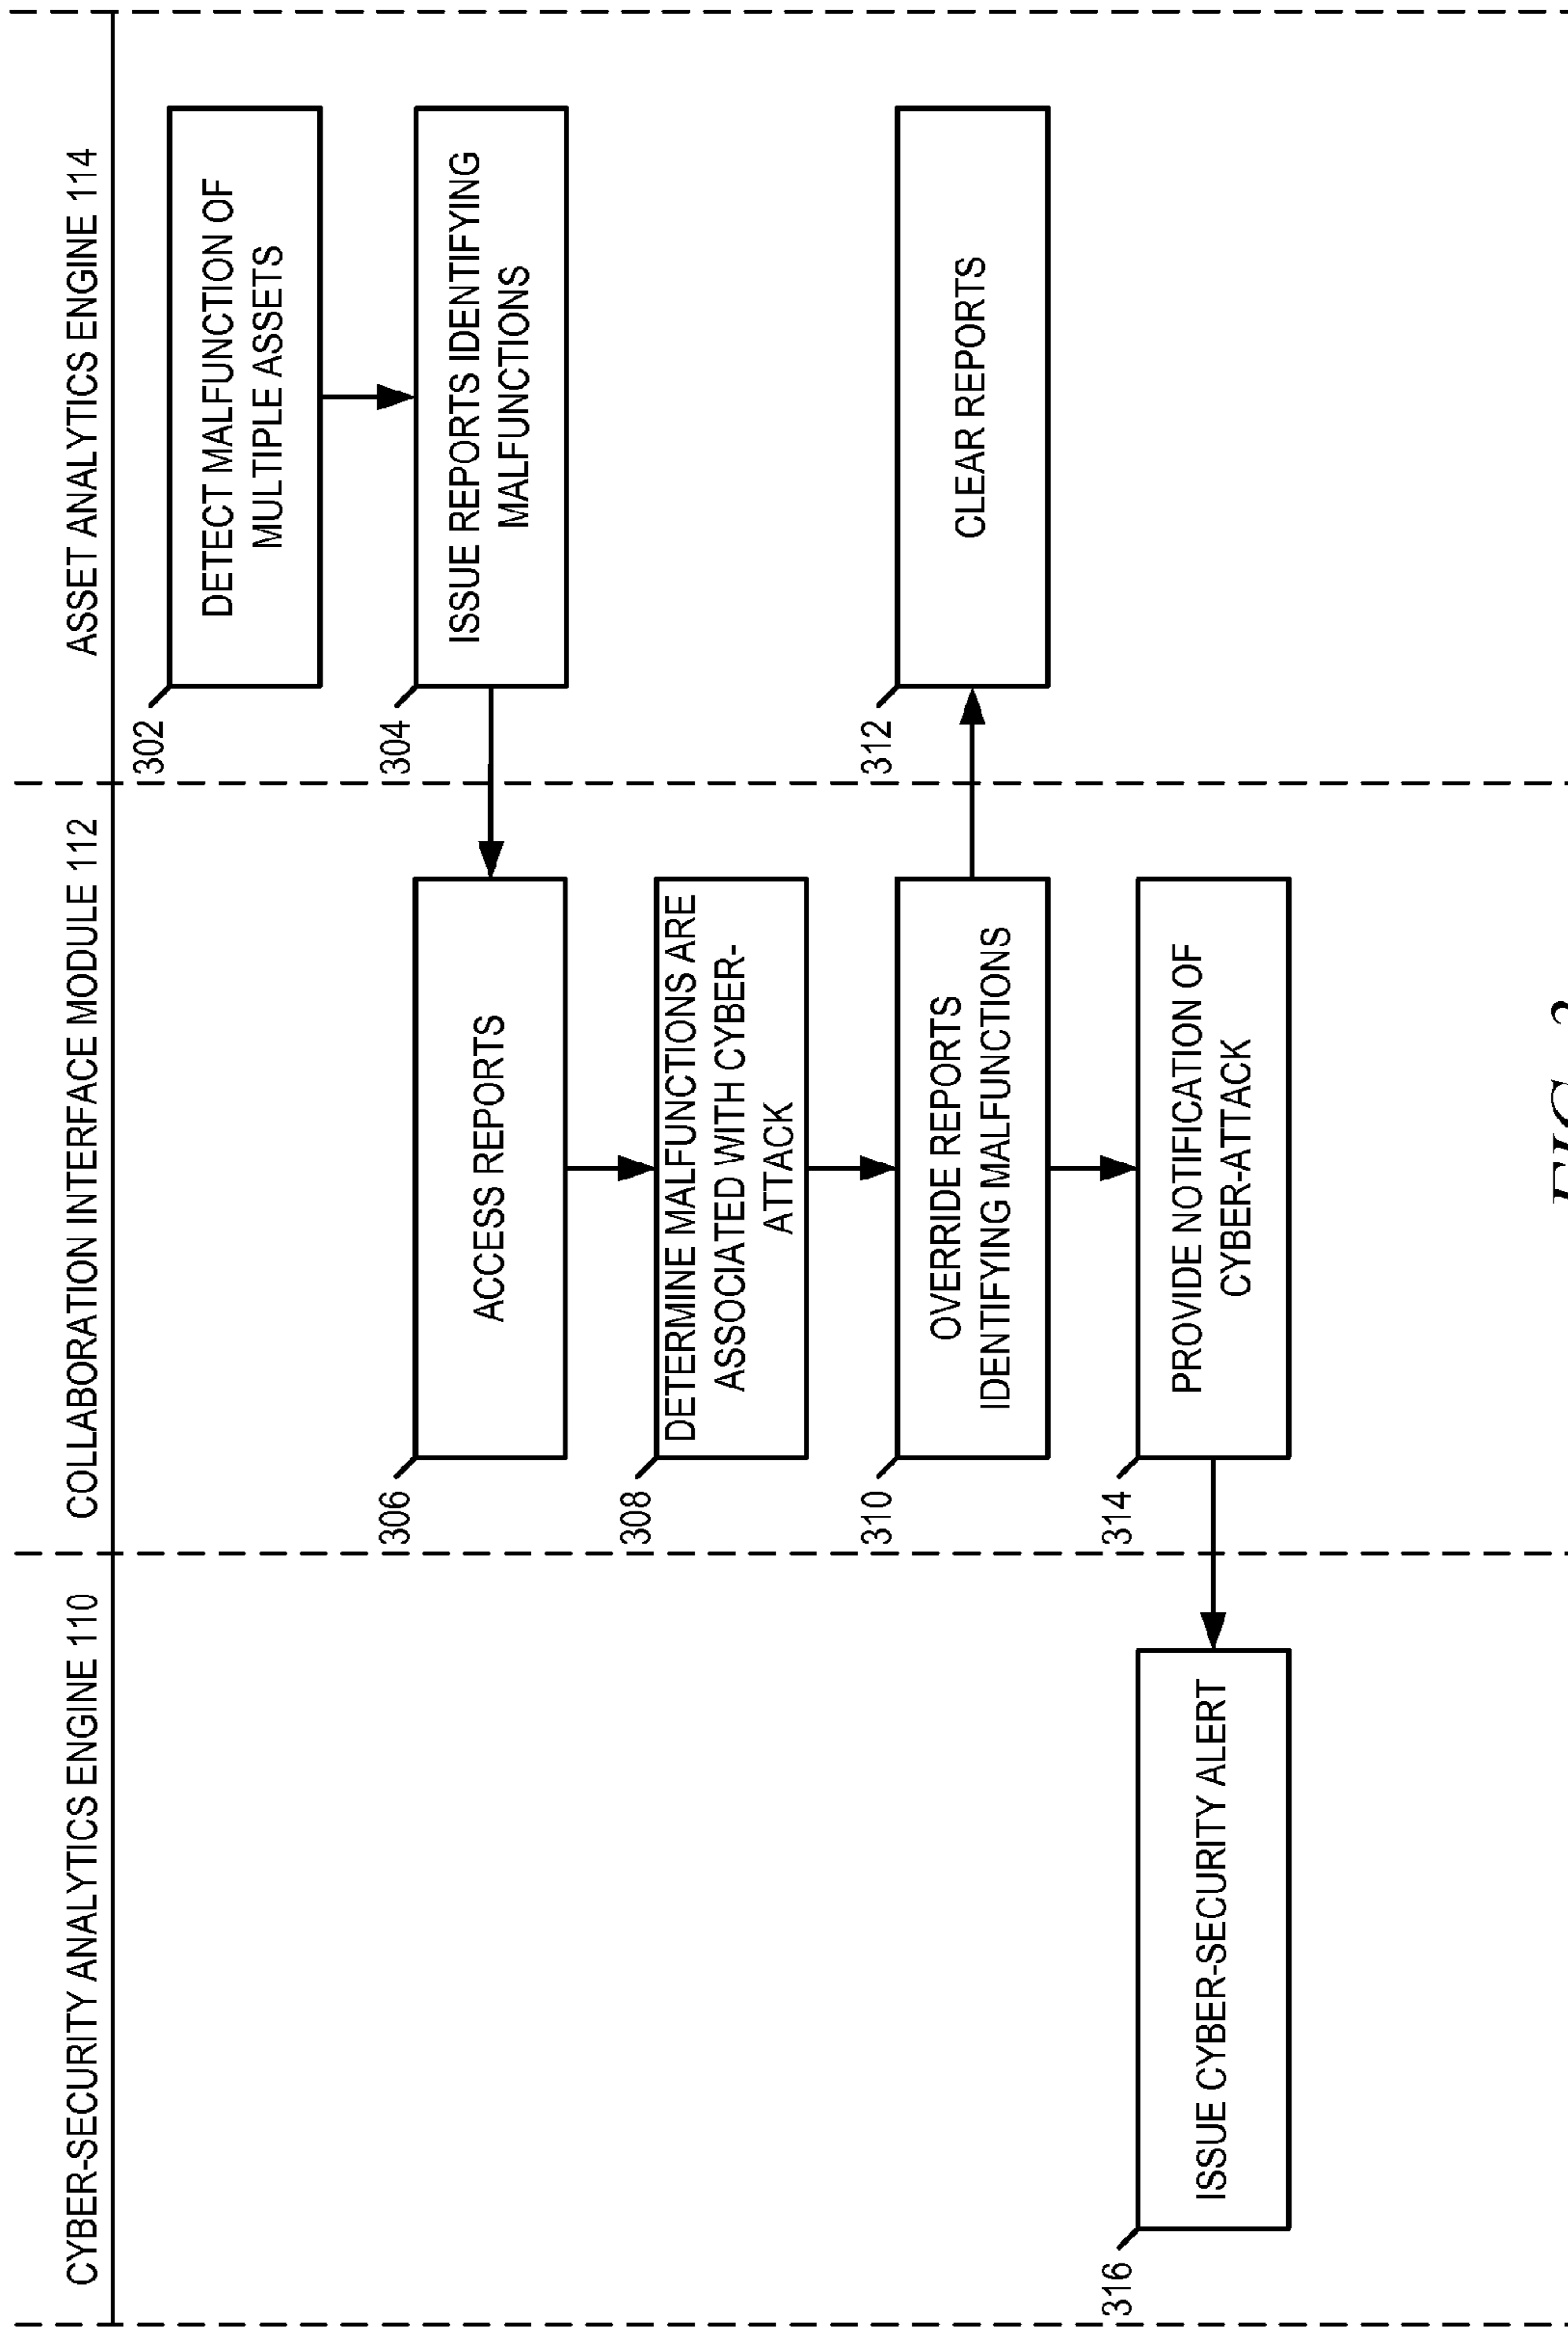 CYBER-SECURITY ANALYTICS ENGINE 110
COLLABORATION INTERFACE MODULE 112
ASSET ANALYTICS ENGINE 114
302
DETECT MALFUNCTION OF
MULTIPLE ASSETS
304
ISSUE REPORTS IDENTIFYING
MALFUNCTIONS
306
ACCESS REPORTS
308
DETERMINE MALFUNCTIONS ARE
ASSOCIATED WITH CYBER-
ATTACK
310
OVERRIDE REPORTS
IDENTIFYING MALFUNCTIONS
312
CLEAR REPORTS
314
PROVIDE NOTIFICATION OF
CYBER-ATTACK
316
ISSUE CYBER-SECURITY ALERT
FIG.